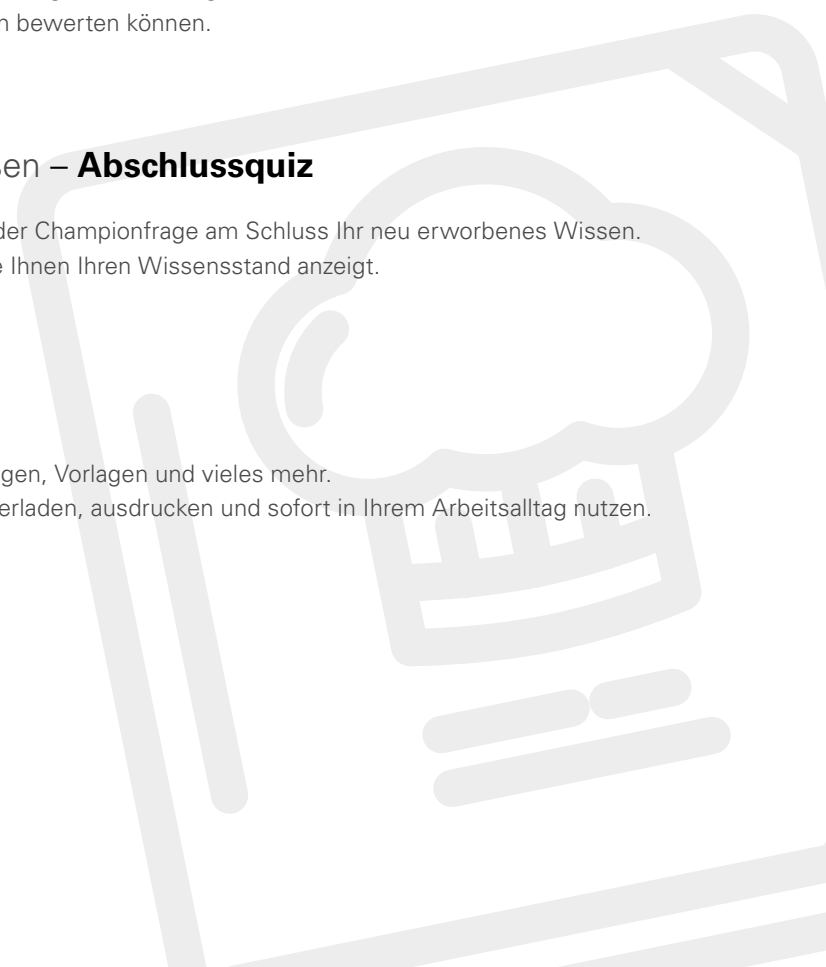 n bewerten können.
en – Abschlussquiz
der Championfrage am Schluss Ihr neu erworbenes Wissen.
e Ihnen Ihren Wissensstand anzeigt.
gen, Vorlagen und vieles mehr.
erladen, ausdrucken und sofort in Ihrem Arbeitsalltag nutzen.